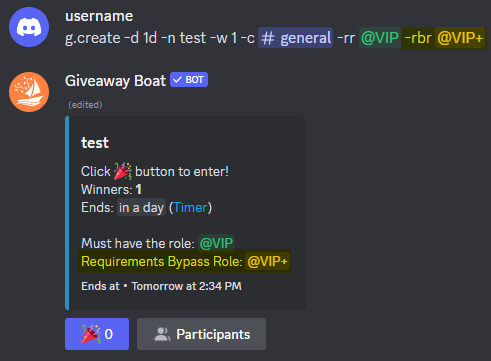 username
g.create -d 1d -n test -w 1 -c # general -rr @VIP -rbr @VIP+
Giveaway Boat ✓ BOT
(edited)
test
Click 🎉 button to enter!
Winners: 1
Ends: in a day (Timer)
Must have the role: @VIP
Requirements Bypass Role: @VIP+
Ends at • Tomorrow at 2:34 PM
🎉 0 Participants